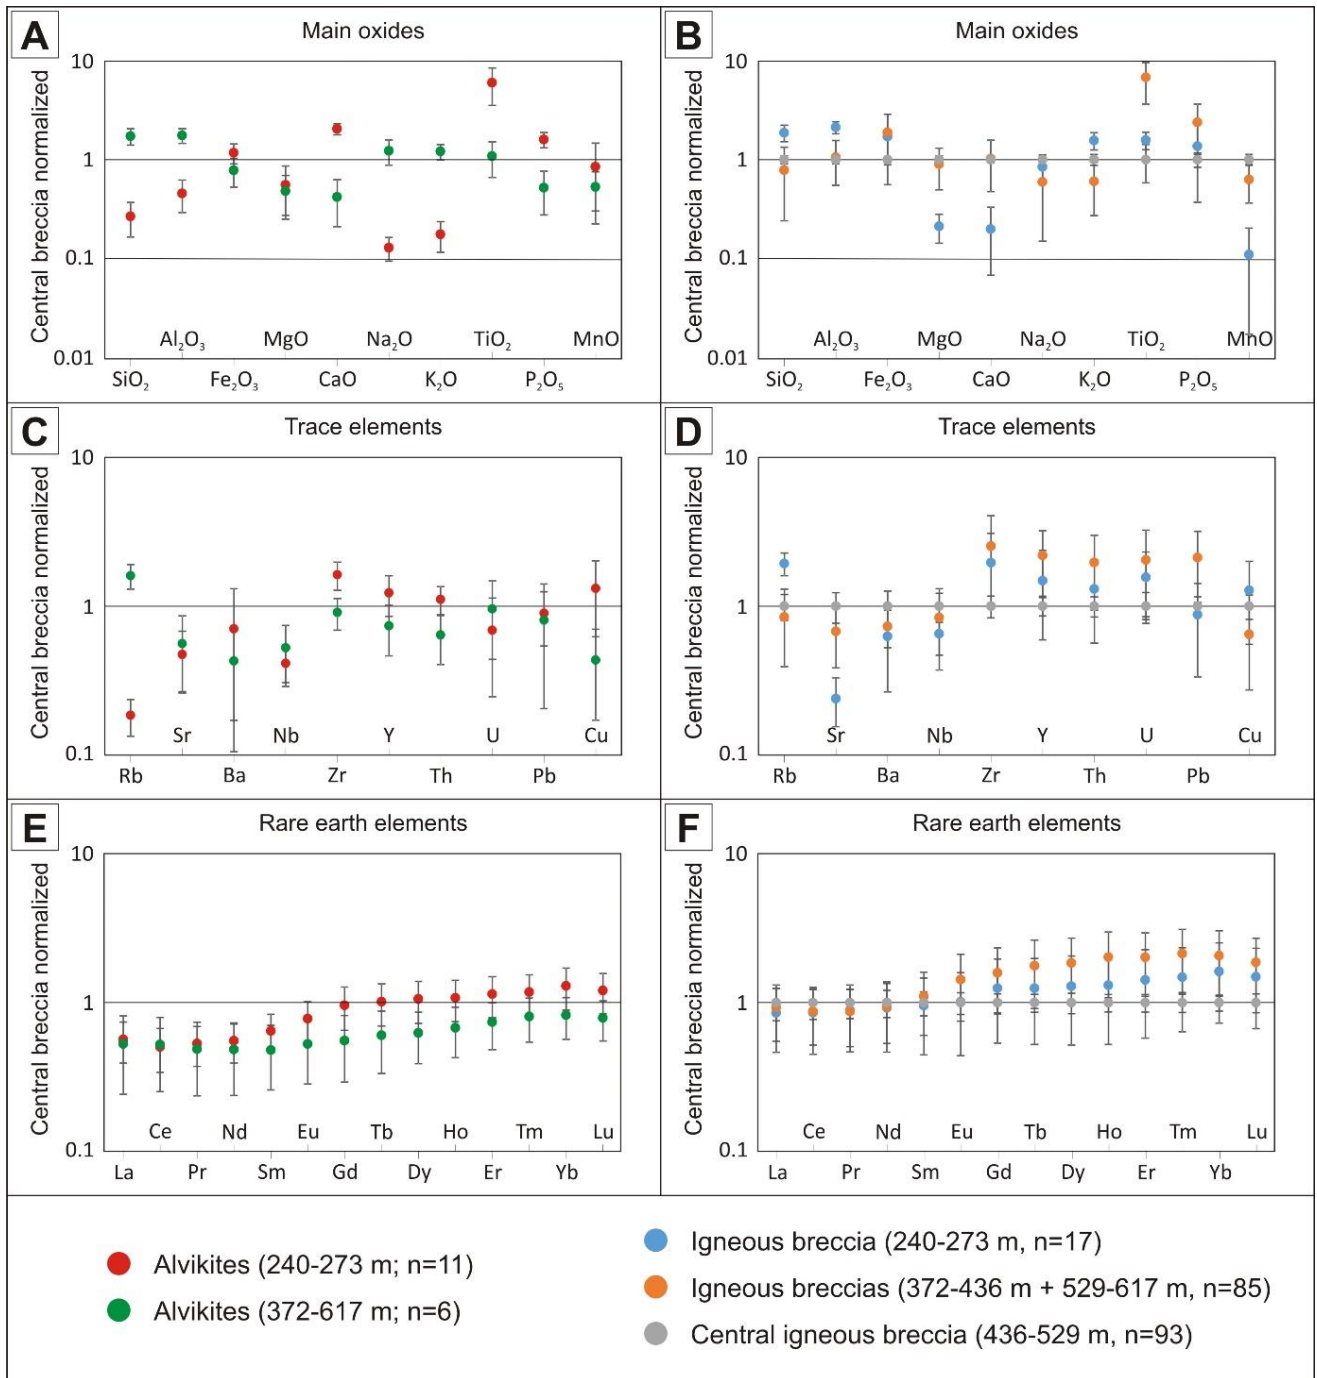 A
Main oxides
Central breccia normalized
10
1
0.1
0.01
Al₂O₃ MgO Na₂O TiO₂ MnO
SiO₂ Fe₂O₃ CaO K₂O P₂O₅
B
Main oxides
Central breccia normalized
10
1
0.1
0.01
Al₂O₃ MgO Na₂O TiO₂ MnO
SiO₂ Fe₂O₃ CaO K₂O P₂O₅
C
Trace elements
Central breccia normalized
10
1
0.1
Sr Nb Y U Cu
Rb Ba Zr Th Pb
D
Trace elements
Central breccia normalized
10
1
0.1
Sr Nb Y U Cu
Rb Ba Zr Th Pb
E
Rare earth elements
Central breccia normalized
10
1
0.1
Ce Nd Eu Tb Ho Tm Lu
La Pr Sm Gd Dy Er Yb
F
Rare earth elements
Central breccia normalized
10
1
0.1
Ce Nd Eu Tb Ho Tm Lu
La Pr Sm Gd Dy Er Yb
Alvikites (240-273 m; n=11)
Alvikites (372-617 m; n=6)
Igneous breccia (240-273 m, n=17)
Igneous breccias (372-436 m + 529-617 m, n=85)
Central igneous breccia (436-529 m, n=93)